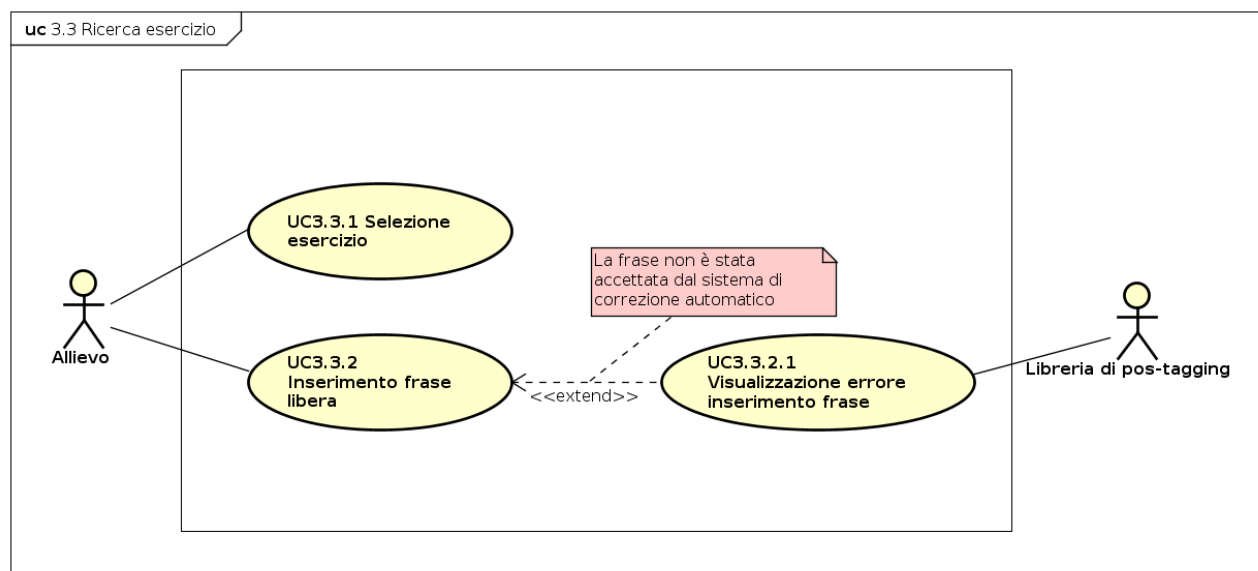 uc 3.3 Ricerca esercizio
UC3.3.1 Selezione
esercizio
La frase non è stata
accettata dal sistema di
correzione automatico
Allievo
UC3.3.2
Inserimento frase
libera
<<extend>>
UC3.3.2.1
Visualizzazione errore
inserimento frase
Libreria di pos-tagging